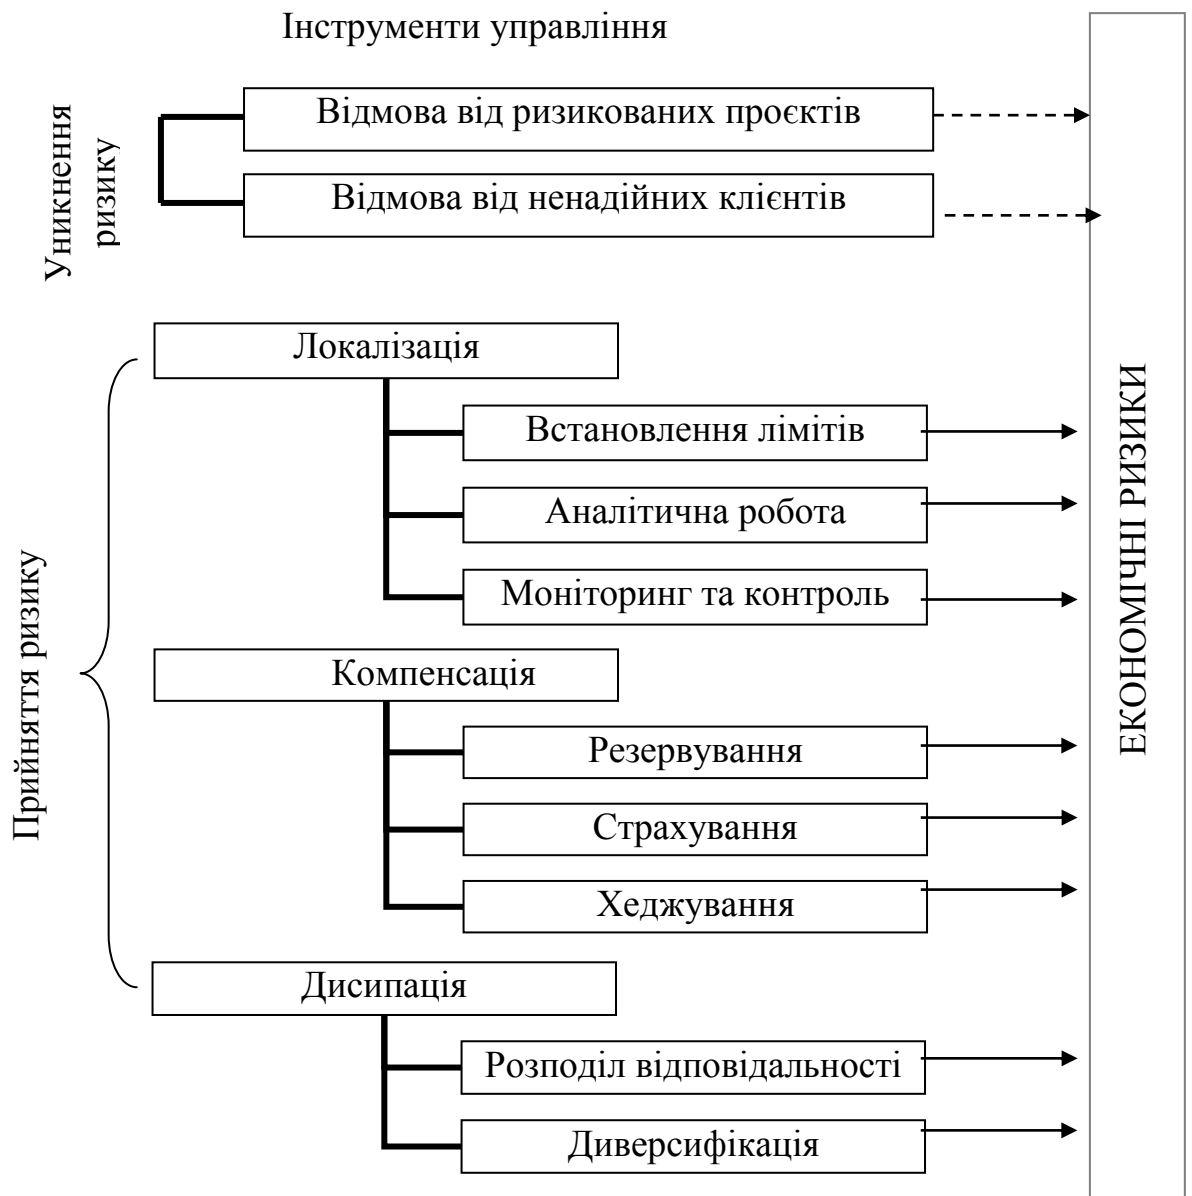 Інструменти управління
Уникнення
ризику
Відмова від ризикованих проєктів
Відмова від ненадійних клієнтів
Прийняття ризику
Локалізація
Встановлення лімітів
Аналітична робота
Моніторинг та контроль
Компенсація
Резервування
Страхування
Хеджування
Дисипація
Розподіл відповідальності
Диверсифікація
ЕКОНОМІЧНІ РИЗИКИ